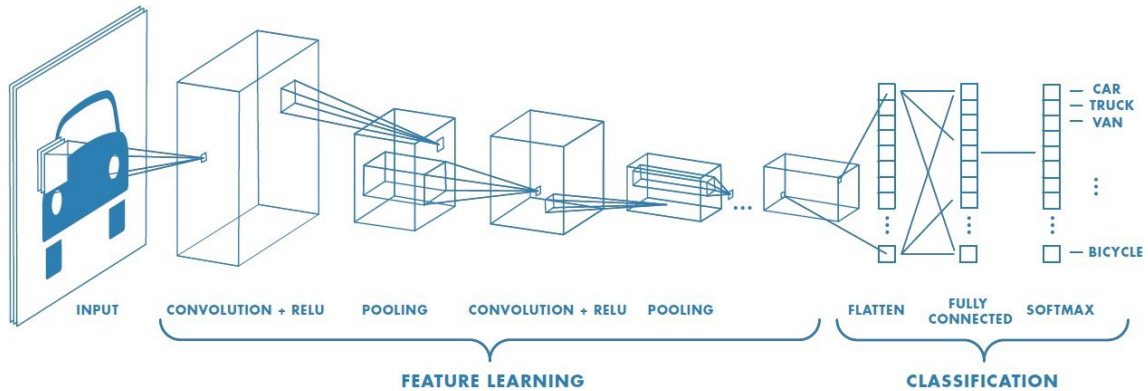 CAR
TRUCK
VAN
BICYCLE
INPUT
CONVOLUTION + RELU
POOLING
CONVOLUTION + RELU
POOLING
FLATTEN
FULLY
CONNECTED
SOFTMAX
FEATURE LEARNING
CLASSIFICATION